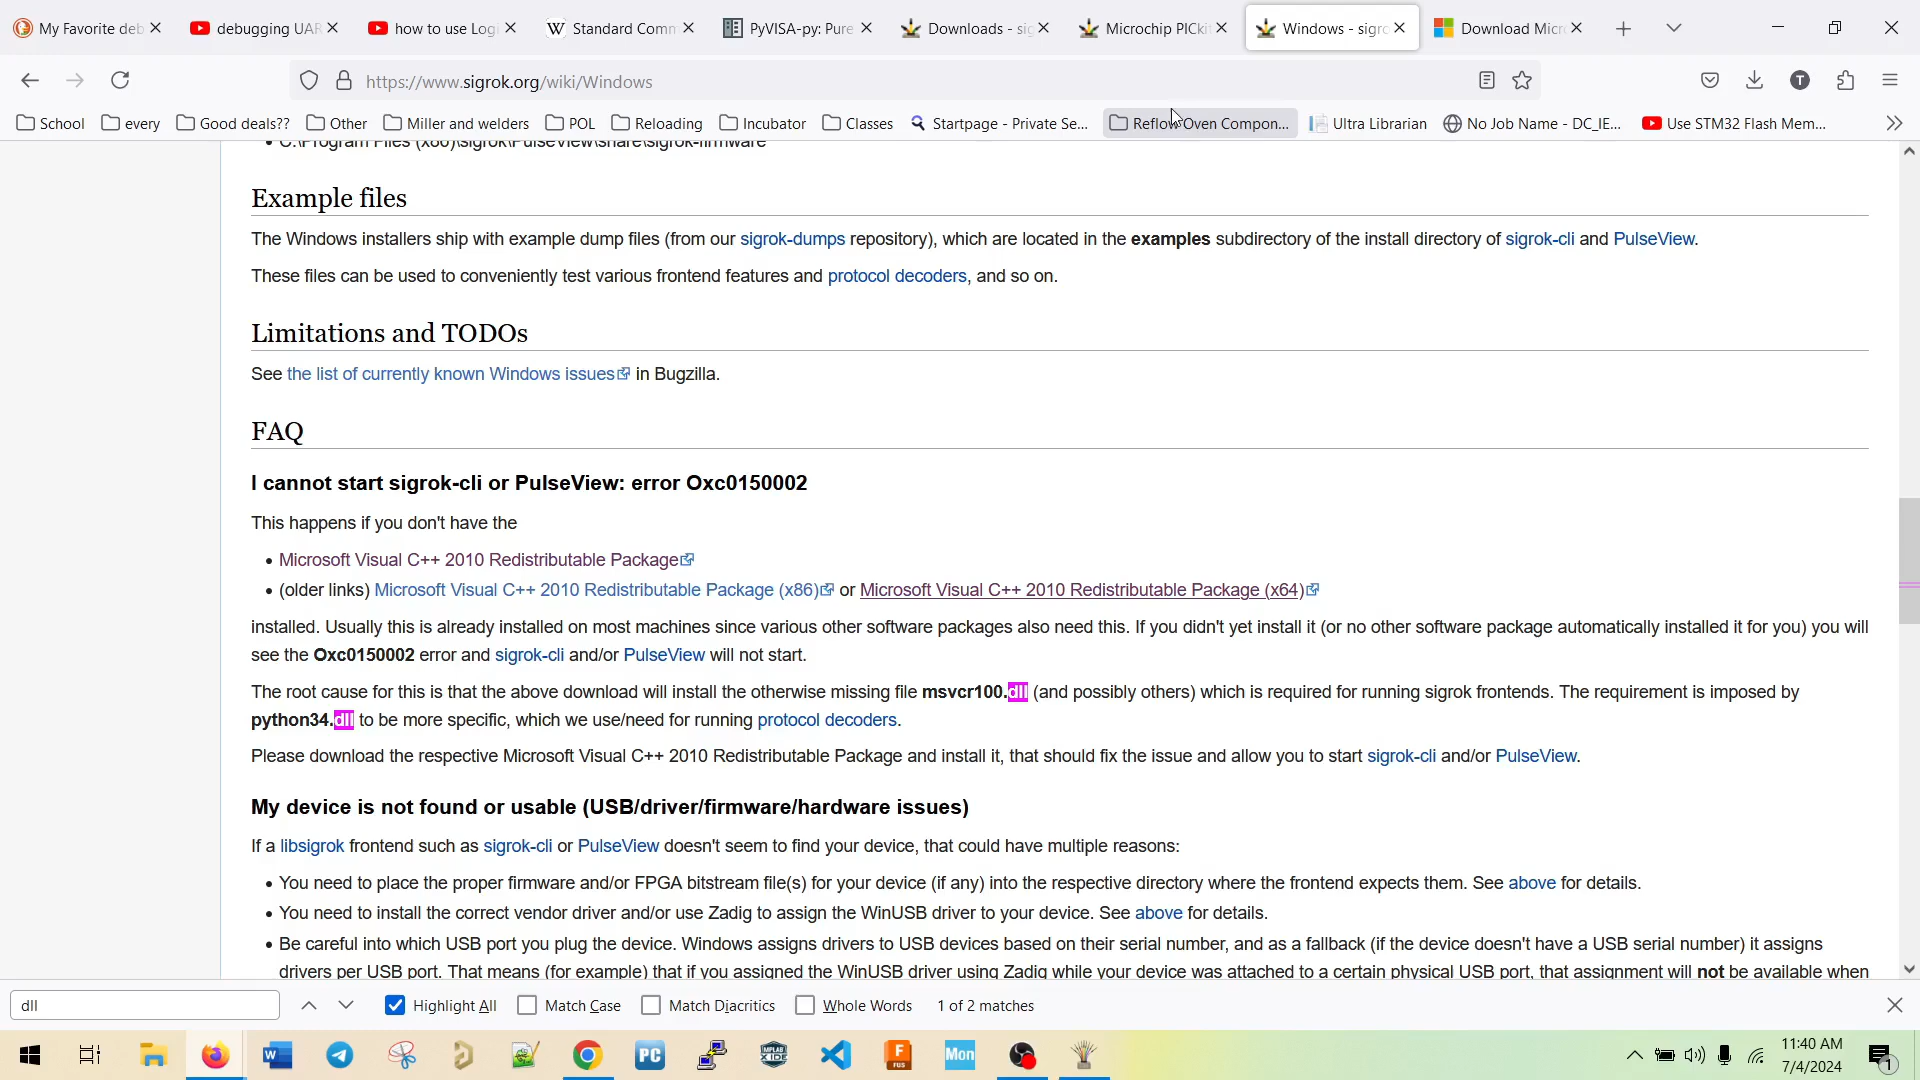 My Favorite deb
debugging UAR
how to use Logi
Standard Comm
PyVISA-py: Pure
Downloads - sig
Microchip PICkit
Windows - sigro
Download Micro
https://www.sigrok.org/wiki/Windows
School
every
Good deals??
Other
Miller and welders
POL
Reloading
Incubator
Classes
Startpage - Private Se...
Reflow Oven Compon...
Ultra Librarian
No Job Name - DC_IE...
Use STM32 Flash Mem...
• C:\Program Files (x86)\sigrok\PulseView\share\sigrok-firmware
Example files
The Windows installers ship with example dump files (from our sigrok-dumps repository), which are located in the examples subdirectory of the install directory of sigrok-cli and PulseView.
These files can be used to conveniently test various frontend features and protocol decoders, and so on.
Limitations and TODOs
See the list of currently known Windows issues in Bugzilla.
FAQ
I cannot start sigrok-cli or PulseView: error Oxc0150002
This happens if you don't have the
• Microsoft Visual C++ 2010 Redistributable Package
• (older links) Microsoft Visual C++ 2010 Redistributable Package (x86) or Microsoft Visual C++ 2010 Redistributable Package (x64)
installed. Usually this is already installed on most machines since various other software packages also need this. If you didn't yet install it (or no other software package automatically installed it for you) you will
see the Oxc0150002 error and sigrok-cli and/or PulseView will not start.
The root cause for this is that the above download will install the otherwise missing file msvcr100.dll (and possibly others) which is required for running sigrok frontends. The requirement is imposed by
python34.dll to be more specific, which we use/need for running protocol decoders.
Please download the respective Microsoft Visual C++ 2010 Redistributable Package and install it, that should fix the issue and allow you to start sigrok-cli and/or PulseView.
My device is not found or usable (USB/driver/firmware/hardware issues)
If a libsigrok frontend such as sigrok-cli or PulseView doesn't seem to find your device, that could have multiple reasons:
• You need to place the proper firmware and/or FPGA bitstream file(s) for your device (if any) into the respective directory where the frontend expects them. See above for details.
• You need to install the correct vendor driver and/or use Zadig to assign the WinUSB driver to your device. See above for details.
• Be careful into which USB port you plug the device. Windows assigns drivers to USB devices based on their serial number, and as a fallback (if the device doesn't have a USB serial number) it assigns
drivers per USB port. That means (for example) that if you assigned the WinUSB driver using Zadig while your device was attached to a certain physical USB port, that assignment will not be available when
dll
Highlight All
Match Case
Match Diacritics
Whole Words
1 of 2 matches
11:40 AM
7/4/2024
1